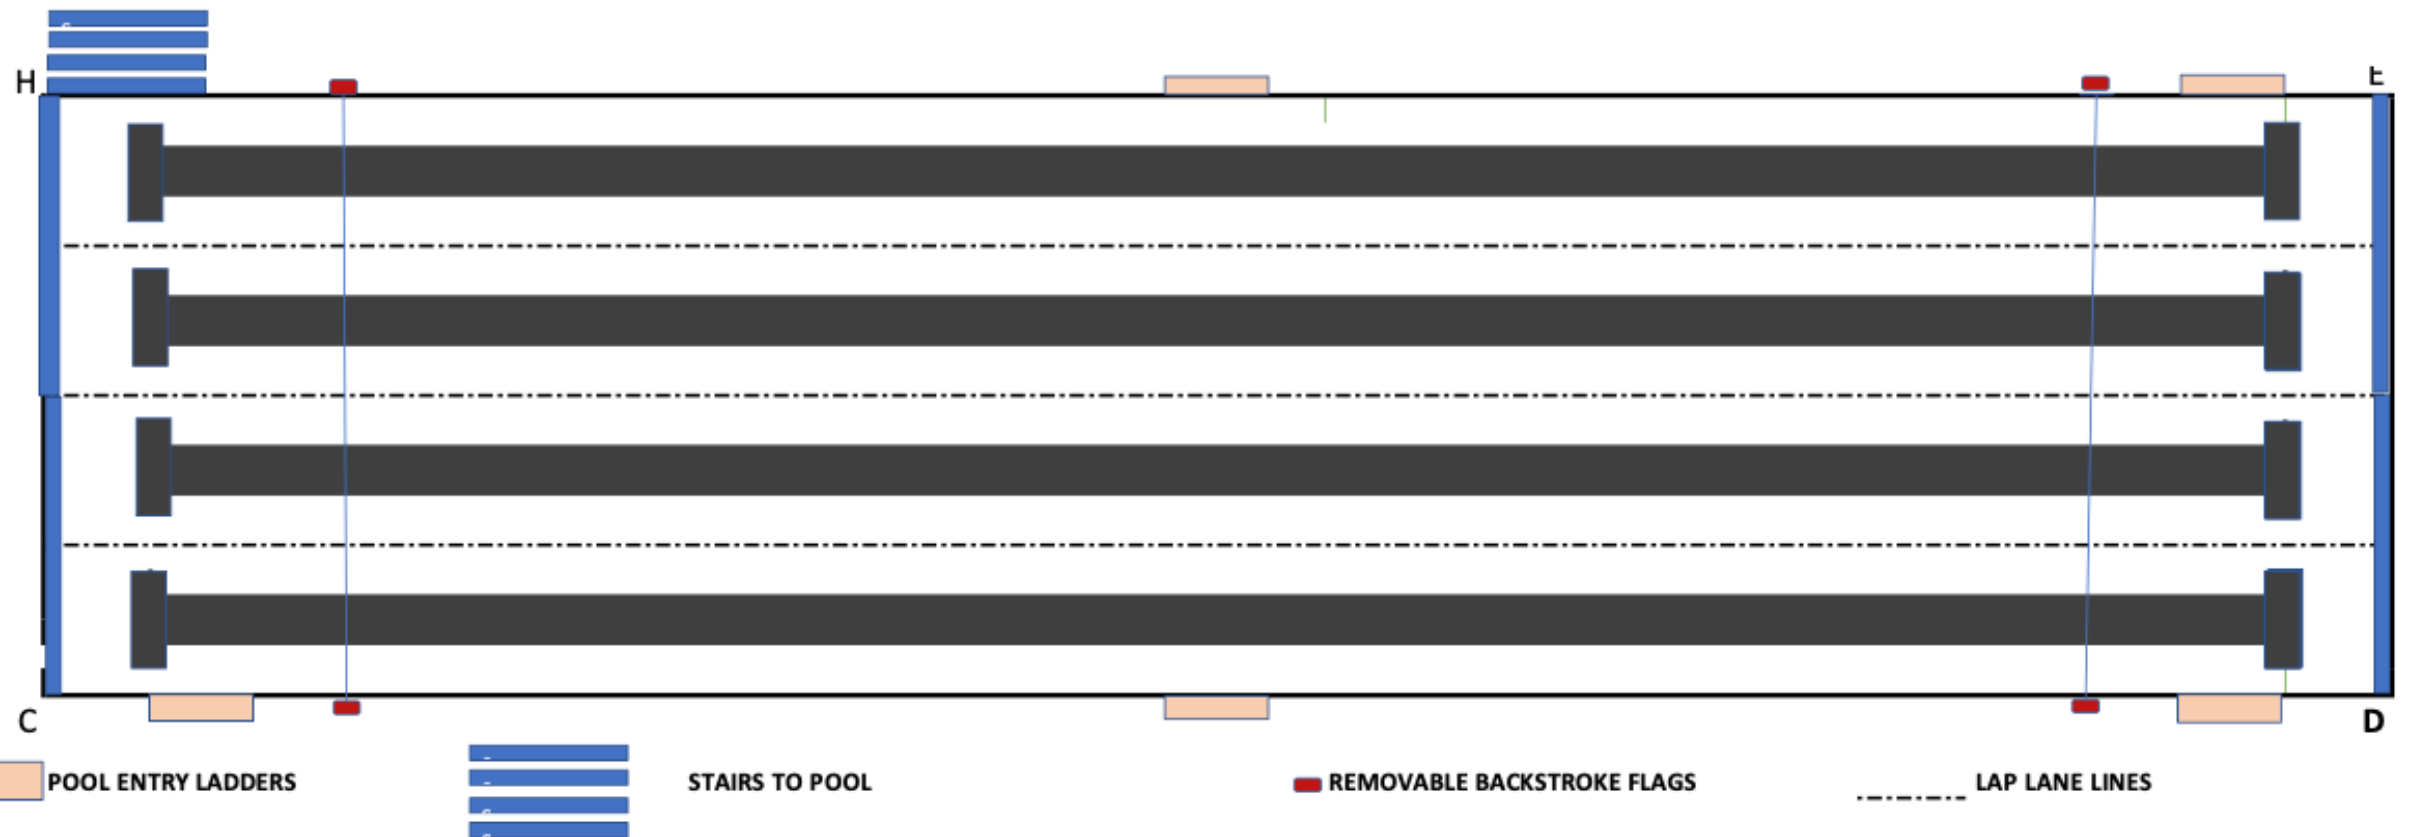 H
E
C
D
POOL ENTRY LADDERS
STAIRS TO POOL
REMOVABLE BACKSTROKE FLAGS
LAP LANE LINES